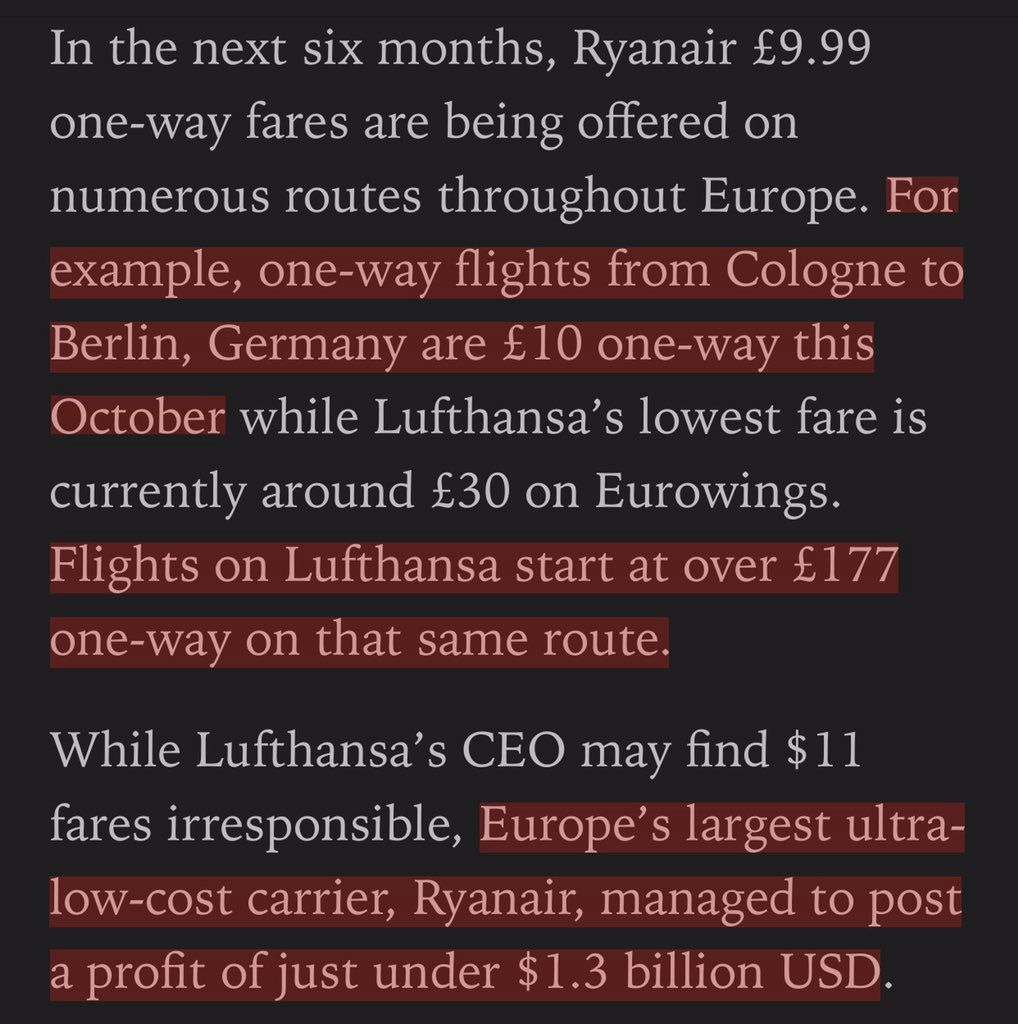 In the next six months, Ryanair £9.99
one-way fares are being offered on
numerous routes throughout Europe. For
example, one-way flights from Cologne to
Berlin, Germany are £10 one-way this
October while Lufthansa’s lowest fare is
currently around £30 on Eurowings.
Flights on Lufthansa start at over £177
one-way on that same route.
While Lufthansa’s CEO may find $11
fares irresponsible, Europe’s largest ultra-
low-cost carrier, Ryanair, managed to post
a profit of just under $1.3 billion USD.